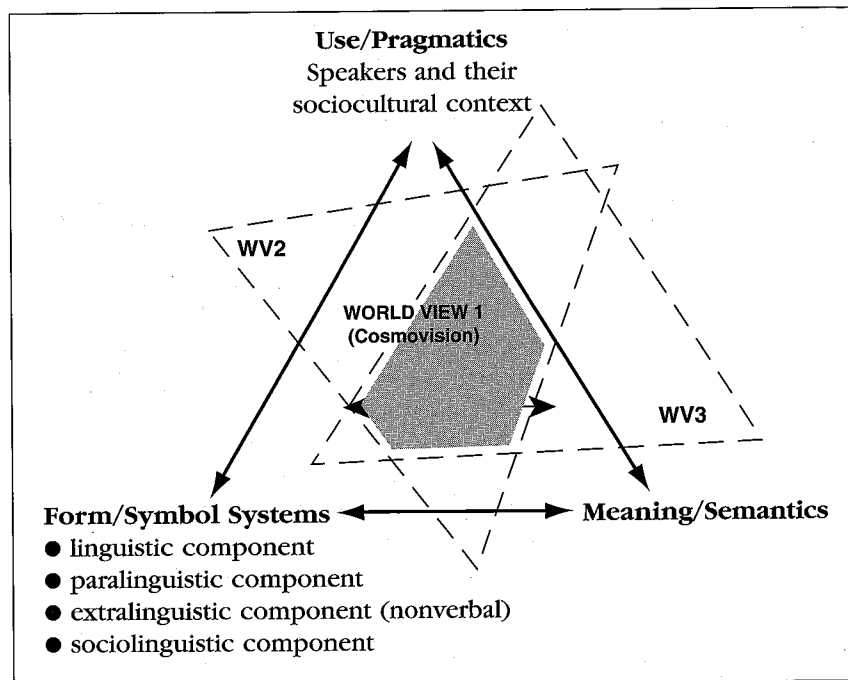 Use/Pragmatics
Speakers and their
sociocultural context
WV2
WORLD VIEW 1
(Cosmovision)
WV3
Form/Symbol Systems
Meaning/Semantics
● linguistic component
● paralinguistic component
● extralinguistic component (nonverbal)
● sociolinguistic component